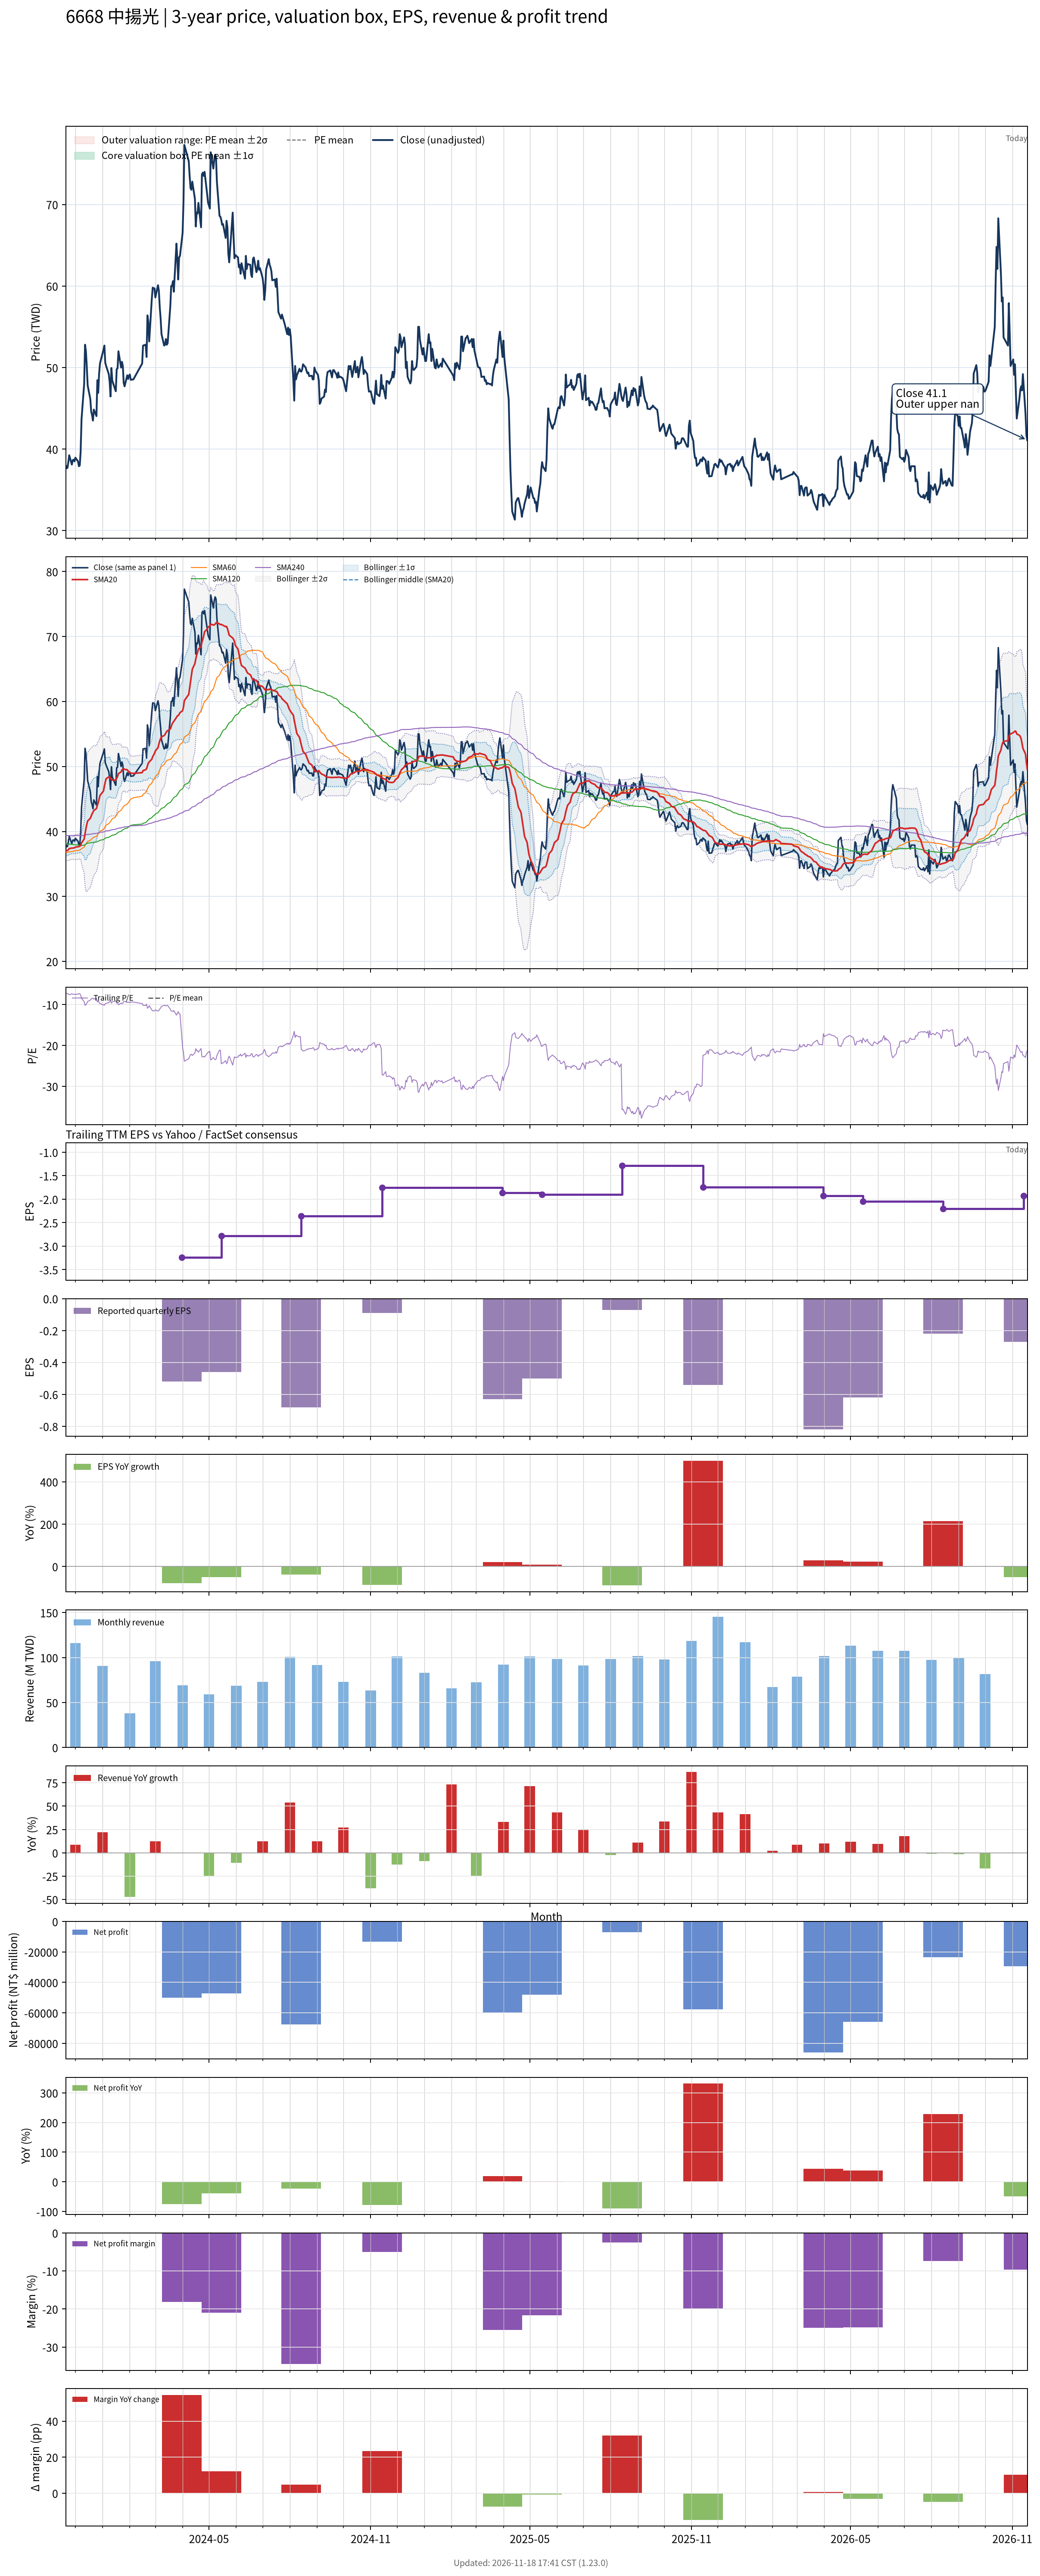 6668 中揚光 | 3-year price, valuation box, EPS, revenue & profit trend
Outer valuation range: PE mean ±2σ
PE mean
Close (unadjusted)
Core valuation box: PE mean ±1σ
Today
Price (TWD)
70
60
50
40
30
Close 41.1
Outer upper nan
Close (same as panel 1)
SMA20
SMA60
SMA120
SMA240
Bollinger ±2σ
Bollinger ±1σ
Bollinger middle (SMA20)
Price
80
70
60
50
40
30
20
Trailing P/E
P/E mean
P/E
-10
-20
-30
Trailing TTM EPS vs Yahoo / FactSet consensus
Today
EPS
-1.0
-1.5
-2.0
-2.5
-3.0
-3.5
Reported quarterly EPS
EPS
0.0
-0.2
-0.4
-0.6
-0.8
EPS YoY growth
YoY (%)
400
200
0
Monthly revenue
Revenue (M TWD)
150
100
50
0
Revenue YoY growth
YoY (%)
75
50
25
0
-25
-50
Month
Net profit
Net profit (NT$ million)
0
-20000
-40000
-60000
-80000
Net profit YoY
YoY (%)
300
200
100
0
-100
Net profit margin
Margin (%)
0
-10
-20
-30
Margin YoY change
Δ margin (pp)
40
20
0
2024-05
2024-11
2025-05
2025-11
2026-05
2026-11
Updated: 2026-11-18 17:41 CST (1.23.0)